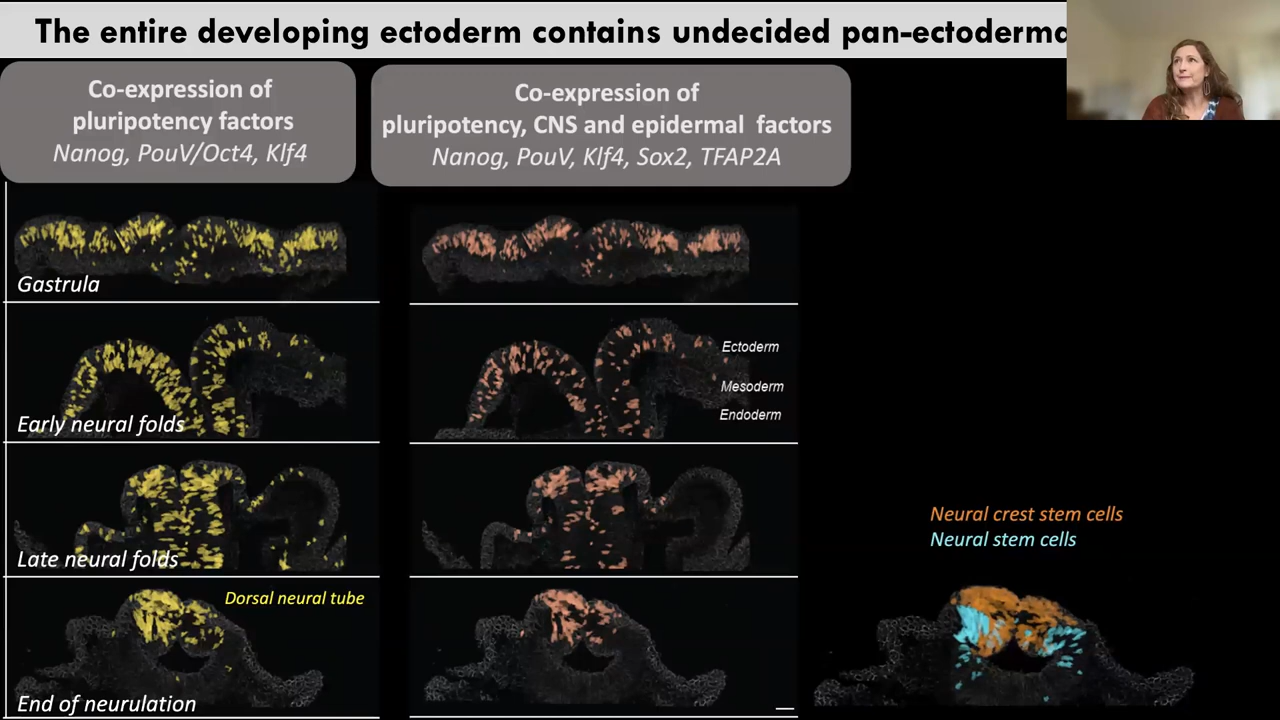 The entire developing ectoderm contains undecided pan-ectoderma
Co-expression of
pluripotency factors
Nanog, PouV/Oct4, Klf4
Co-expression of
pluripotency, CNS and epidermal factors
Nanog, PouV, Klf4, Sox2, TFAP2A
Gastrula
Early neural folds
Ectoderm
Mesoderm
Endoderm
Late neural folds
Neural crest stem cells
Neural stem cells
Dorsal neural tube
End of neurulation